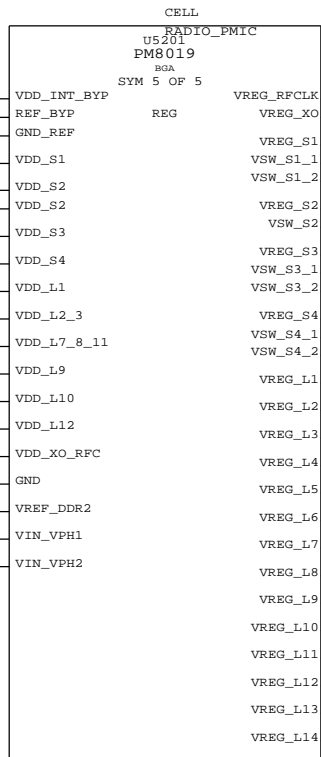 CELL
RADIO_PMIC
U5201
PM8019
BGA
SYM 5 OF 5
VDD_INT_BYP VREG_RFCLK
REF_BYP REG VREG_XO
GND_REF
VREG_S1
VDD_S1 VSW_S1_1
VSW_S1_2
VDD_S2
VDD_S2 VREG_S2
VSW_S2
VDD_S3
VREG_S3
VDD_S4 VSW_S3_1
VDD_L1 VSW_S3_2
VDD_L2_3 VREG_S4
VSW_S4_1
VDD_L7_8_11 VSW_S4_2
VDD_L9
VREG_L1
VDD_L10
VREG_L2
VDD_L12
VREG_L3
VDD_XO_RFC
VREG_L4
GND
VREG_L5
VREF_DDR2
VREG_L6
VIN_VPH1
VREG_L7
VIN_VPH2
VREG_L8
VREG_L9
VREG_L10
VREG_L11
VREG_L12
VREG_L13
VREG_L14